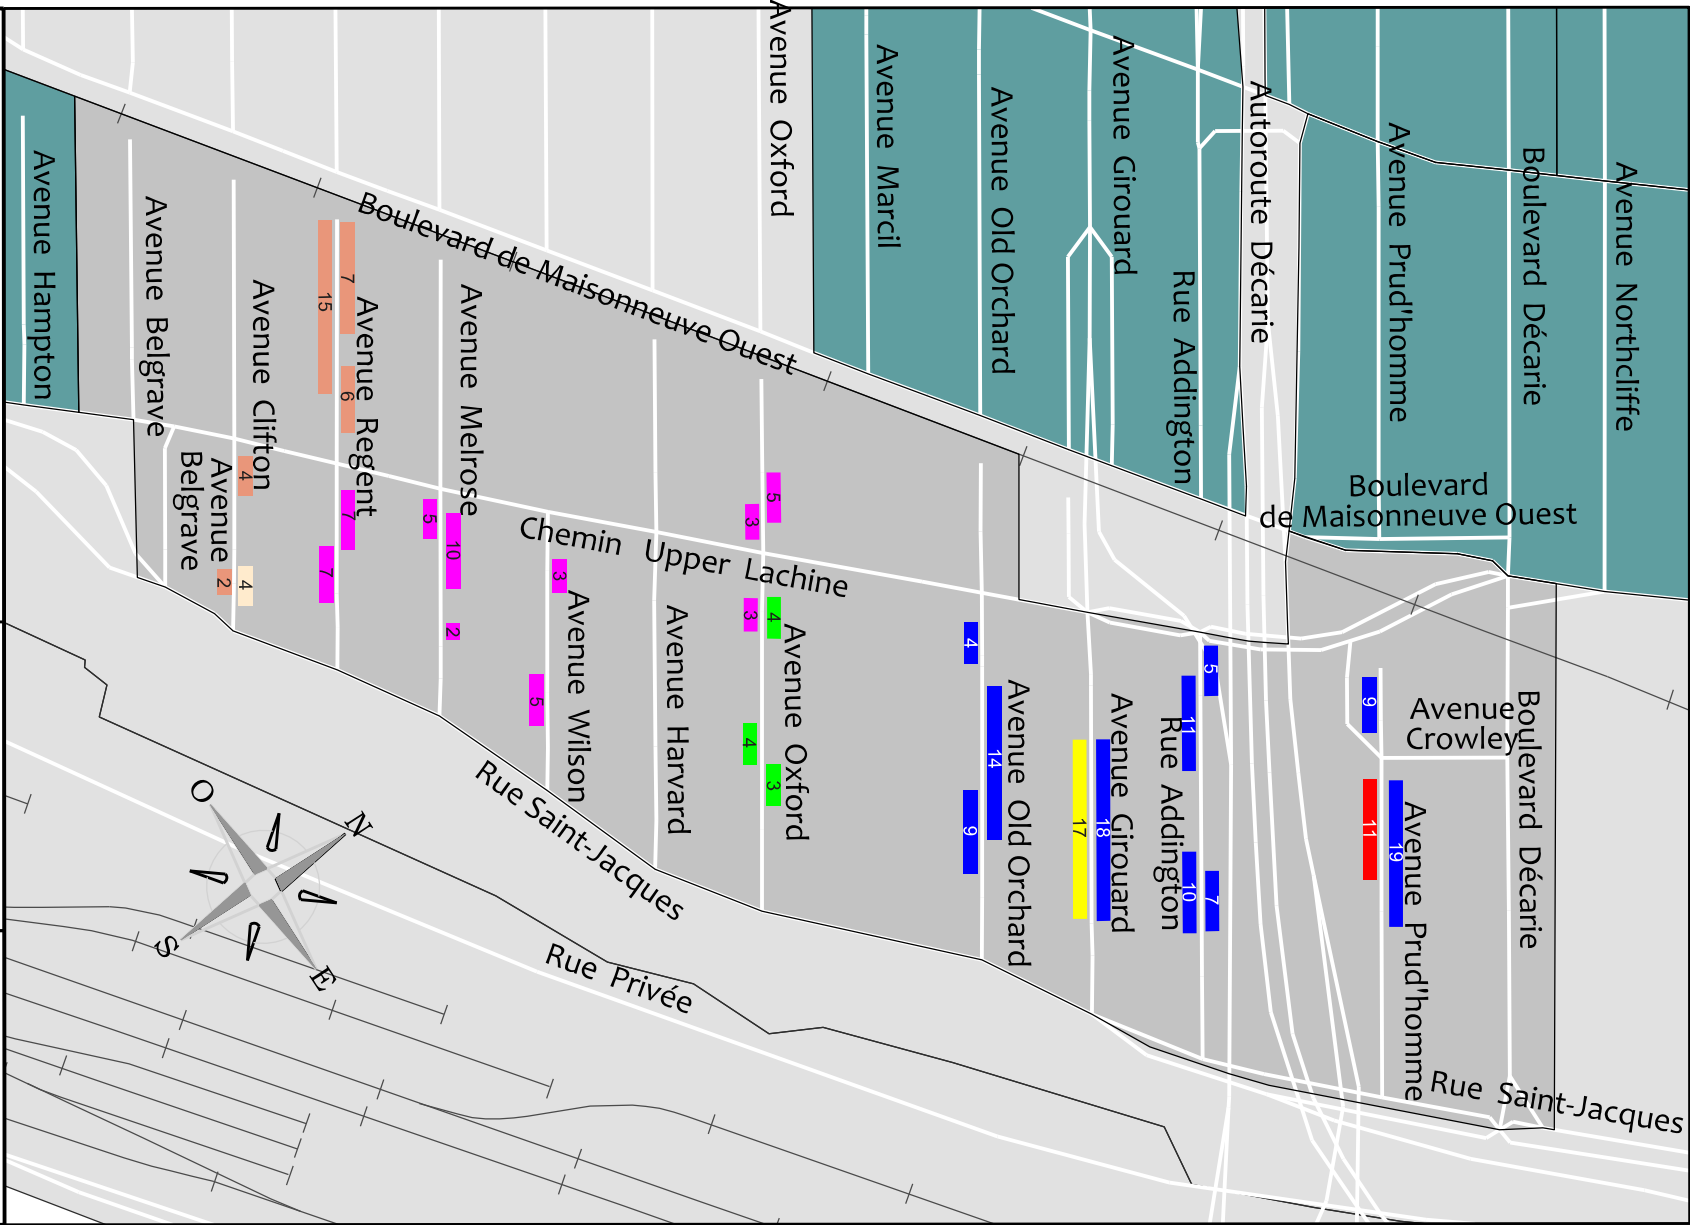 Avenue Oxford
Avenue Marcil
Avenue Old Orchard
Avenue Girouard
Rue Addington
Autoroute Décarie
Avenue Prud'homme
Boulevard Décarie
Avenue Northcliffe
Avenue Hampton
Avenue Belgrave
Avenue Clifton
Avenue Regent
Avenue Melrose
Boulevard de Maisonneuve Ouest
Boulevard
de Maisonneuve Ouest
15
7
6
4
Avenue
Belgrave
2
4
7
7
5
10
2
Chemin Upper Lachine
3
5
Avenue Wilson
Avenue Harvard
5
3
3
4
4
3
Avenue Oxford
4
14
9
Avenue Old Orchard
17
18
Avenue Girouard
5
11
10
7
Rue Addington
9
Avenue
Crowley
11
19
Avenue Prud'homme
Boulevard Décarie
Rue Saint-Jacques
Rue Saint-Jacques
Rue Privée
O
N
S
E